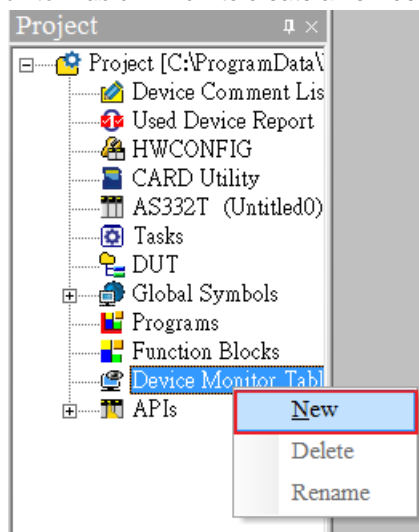 Project
Project [C:\ProgramData\
Device Comment Lis
Used Device Report
HWCONFIG
CARD Utility
AS332T (Untitled0)
Tasks
DUT
Global Symbols
Programs
Function Blocks
Device Monitor Tabl
APIs
New
Delete
Rename